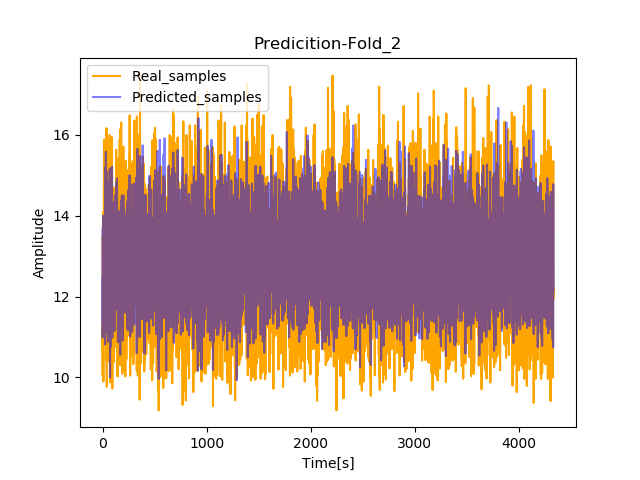 Predicition-Fold_2
Real_samples
Predicted_samples
16
14
12
10
Amplitude
0
1000
2000
3000
4000
Time[s]